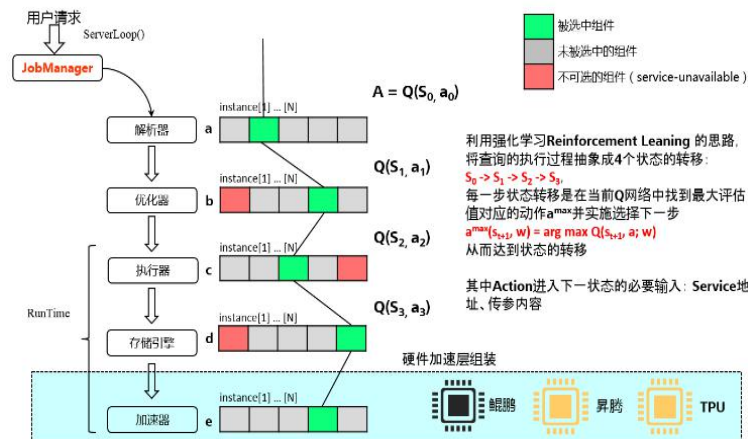 用户请求
ServerLoop()
JobManager
被选中组件
未被选中的组件
不可选的组件（service-unavailable）
A = Q(S0, a0)
instance[1] ... [N]
解析器
a
Q(S1, a1)
instance[1] ... [N]
优化器
b
Q(S2, a2)
instance[1] ... [N]
执行器
c
Q(S3, a3)
RunTime
instance[1] ... [N]
存储引擎
d
利用强化学习Reinforcement Leaning 的思路，
将查询的执行过程抽象成4个状态的转移：
S0 -> S1 -> S2 -> S3,
每一步状态转移是在当前Q网络中找到最大评估
值对应的动作amax并实施选择下一步
amax(st+1, w) = arg max Q(st+1, a; w)
从而达到状态的转移
其中Action进入下一状态的必要输入：Service地
址、传参内容
硬件加速层组装
instance[1] ... [N]
加速器
e
鲲鹏
昇腾
TPU